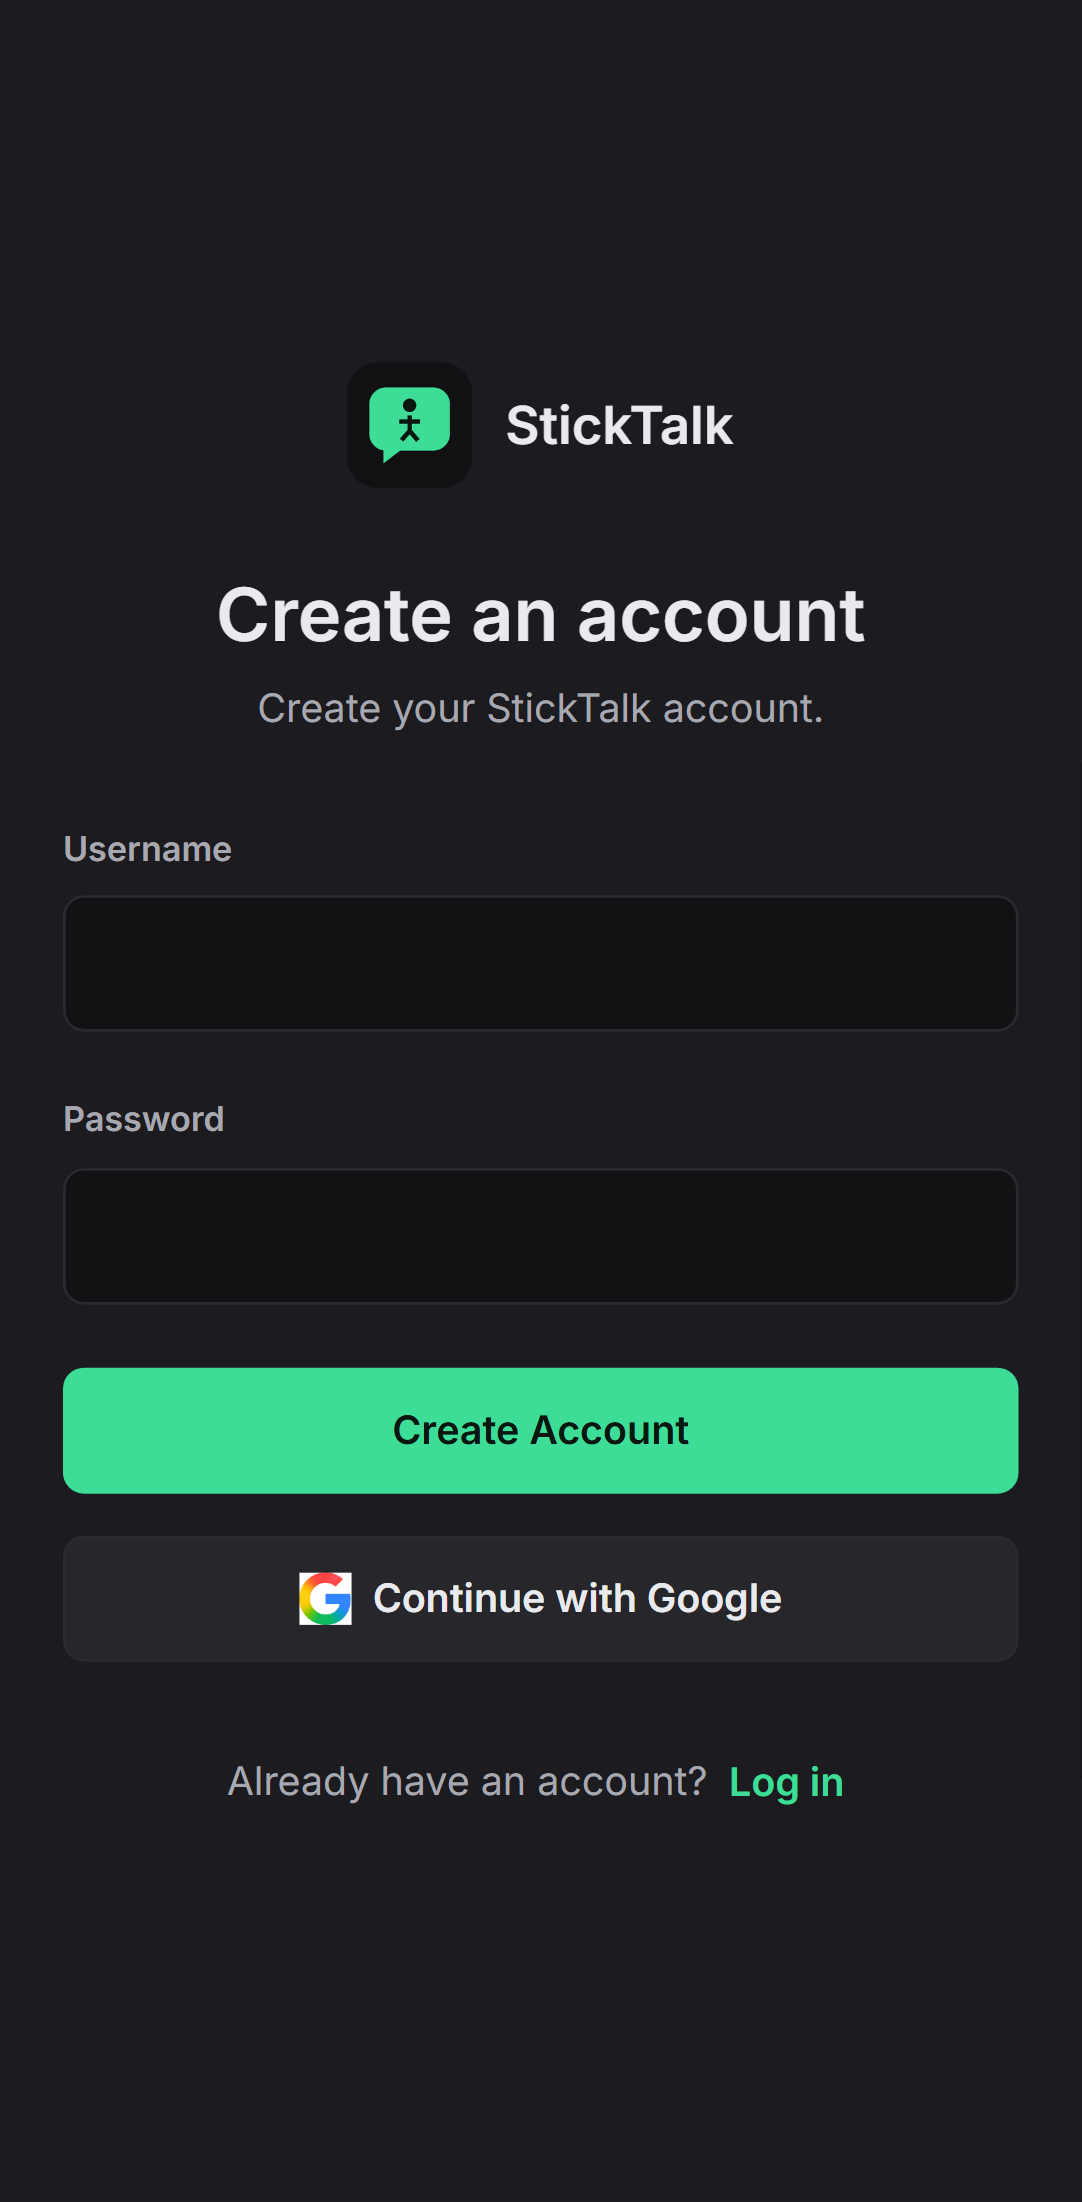 StickTalk
Create an account
Create your StickTalk account.
Username
Password
Create Account
Continue with Google
Already have an account? Log in